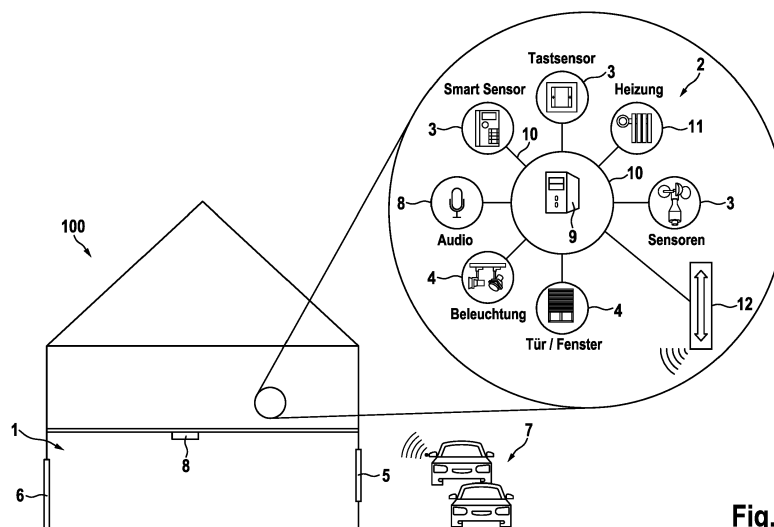 Tastsensor
3
2
Smart Sensor
Heizung
3
10
11
10
8
3
9
Audio
Sensoren
100
4
4
12
Beleuchtung
Tür / Fenster
1
8
7
5
6
Fig.